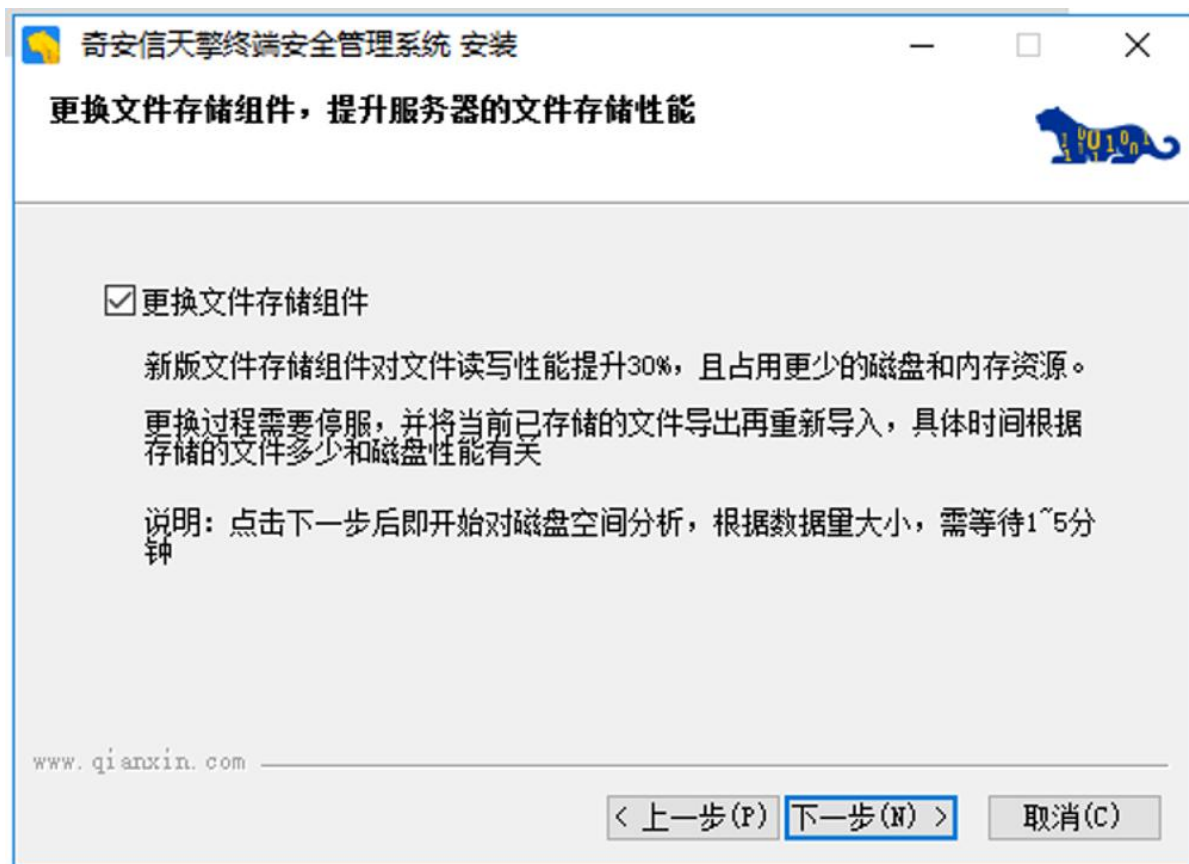 奇安信天擎终端安全管理系统 安装
更换文件存储组件，提升服务器的文件存储性能
更换文件存储组件
新版文件存储组件对文件读写性能提升30%，且占用更少的磁盘和内存资源。
更换过程需要停服，并将当前已存储的文件导出再重新导入，具体时间根据
存储的文件多少和磁盘性能有关
说明：点击下一步后即开始对磁盘空间分析，根据数据量大小，需等待1~5分
钟
www.qianxin.com
< 上一步(P) 下一步(N) > 取消(C)